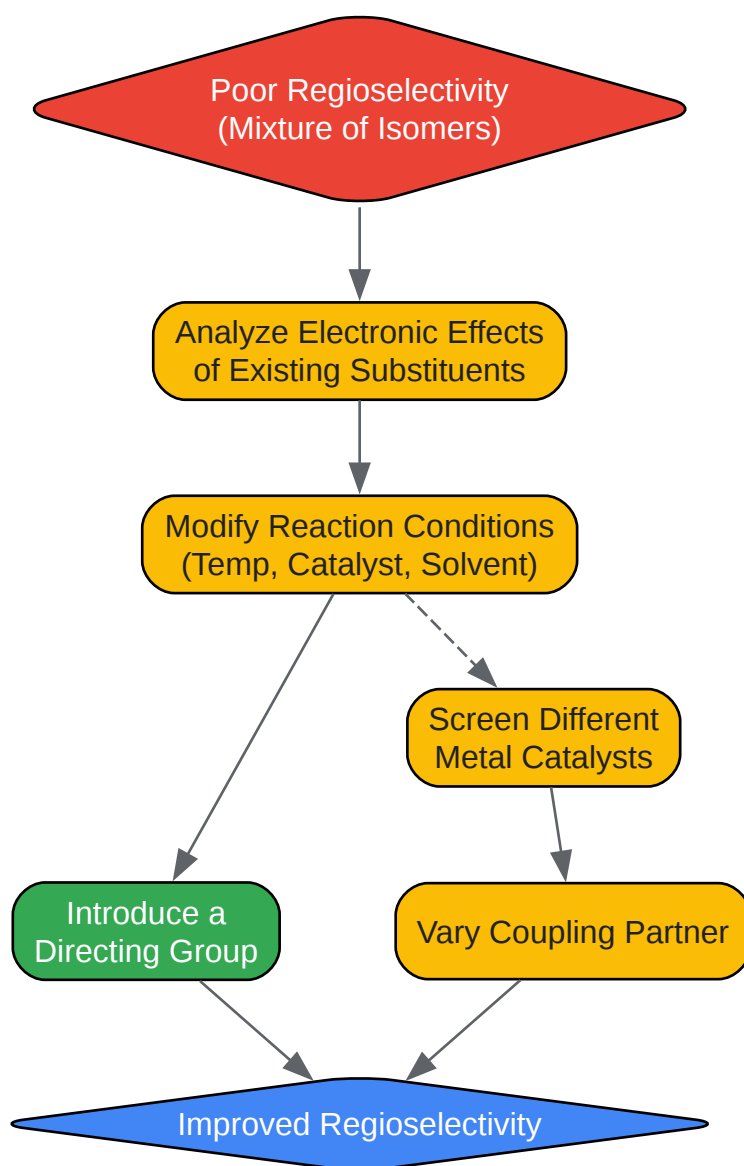 Poor Regioselectivity
(Mixture of Isomers)
Analyze Electronic Effects
of Existing Substituents
Modify Reaction Conditions
(Temp, Catalyst, Solvent)
Screen Different
Metal Catalysts
Introduce a
Directing Group
Vary Coupling Partner
Improved Regioselectivity